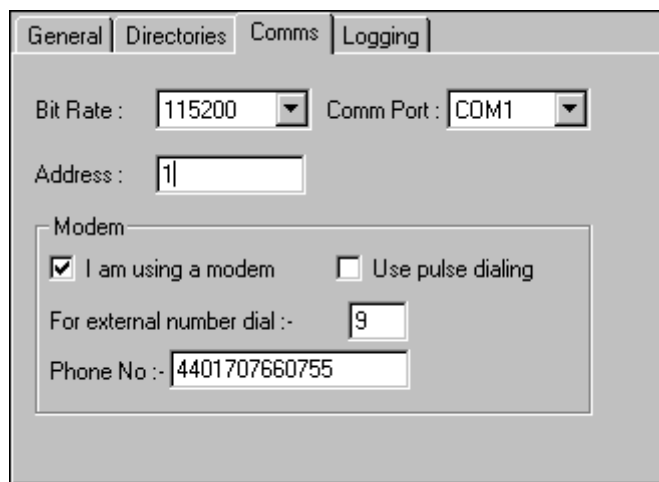 General Directories Comms Logging
Bit Rate : 115200 Comm Port : COM1
Address : 1
Modem
I am using a modem Use pulse dialing
For external number dial :- 9
Phone No :- 4401707660755